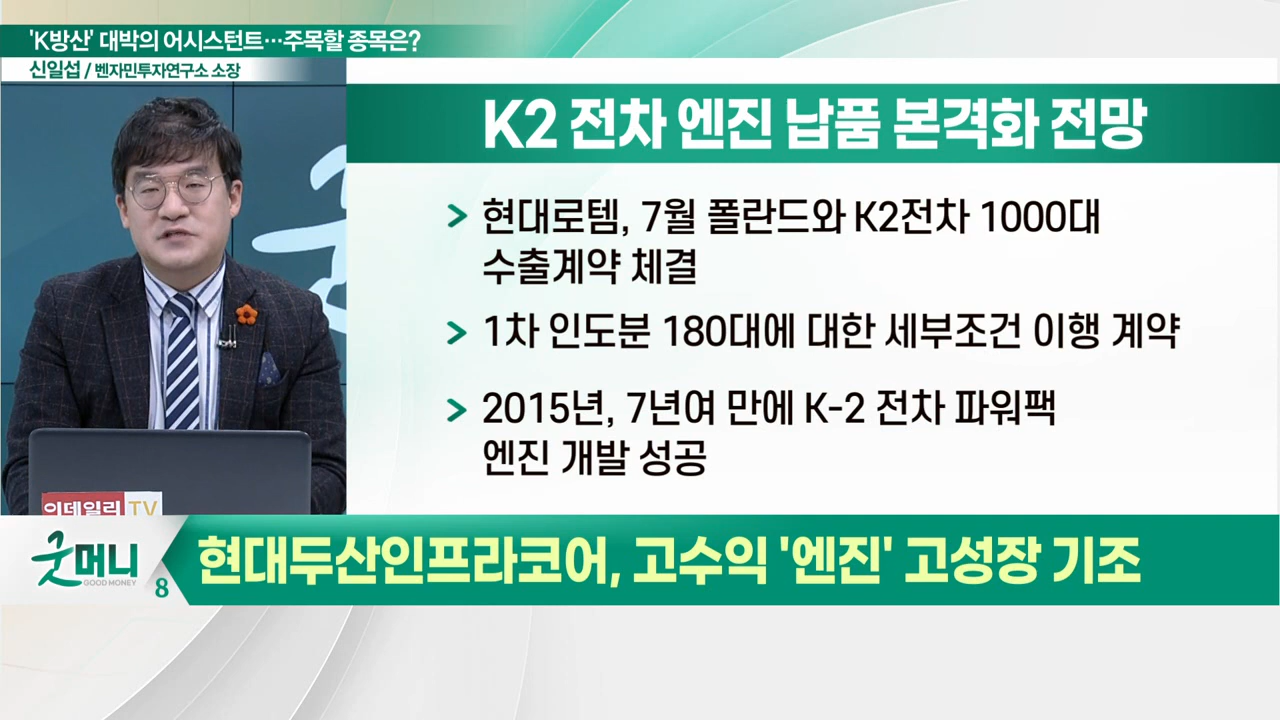 'K방산' 대박의 어시스턴트…주목할 종목은?
신일섭 / 벤자민투자연구소 소장
K2 전차 엔진 납품 본격화 전망
> 현대로템, 7월 폴란드와 K2전차 1000대
수출계약 체결
> 1차 인도분 180대에 대한 세부조건 이행 계약
> 2015년, 7년여 만에 K-2 전차 파워팩
엔진 개발 성공
이데일리 TV
굿머니
GOOD MONEY
8
현대두산인프라코어, 고수익 '엔진' 고성장 기조